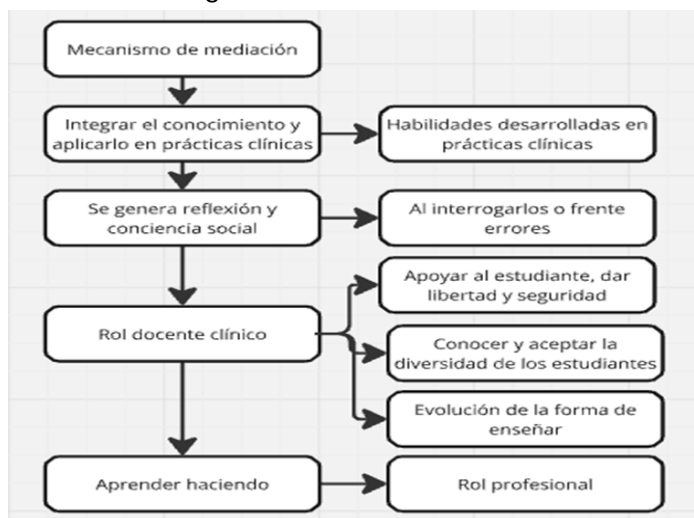 Mecanismo de mediación
Integrar el conocimiento y
aplicarlo en prácticas clínicas
Habilidades desarrolladas en
prácticas clínicas
Se genera reflexión y
conciencia social
Al interrogarlos o frente
errores
Apoyar al estudiante, dar
libertad y seguridad
Rol docente clínico
Conocer y aceptar la
diversidad de los estudiantes
Evolución de la forma de
enseñar
Aprender haciendo
Rol profesional